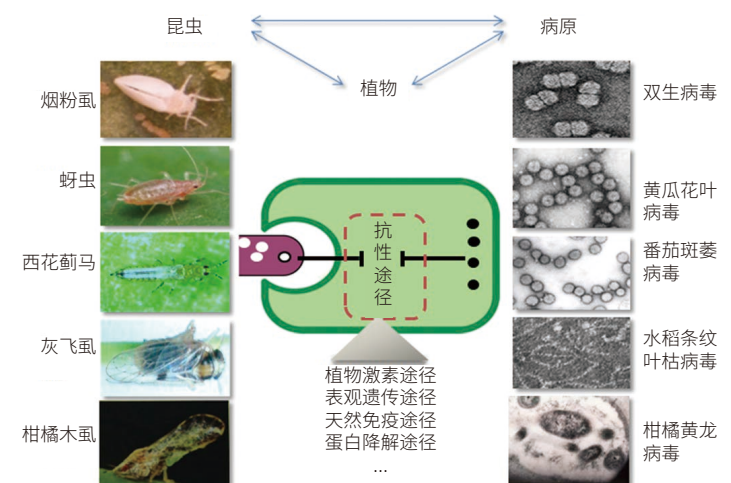 昆虫
病原
植物
烟粉虱
双生病毒
蚜虫
黄瓜花叶
病毒
西花蓟马
番茄斑萎
病毒
抗性途径
灰飞虱
水稻条纹
叶枯病毒
植物激素途径
表观遗传途径
天然免疫途径
蛋白降解途径
...
柑橘木虱
柑橘黄龙
病毒